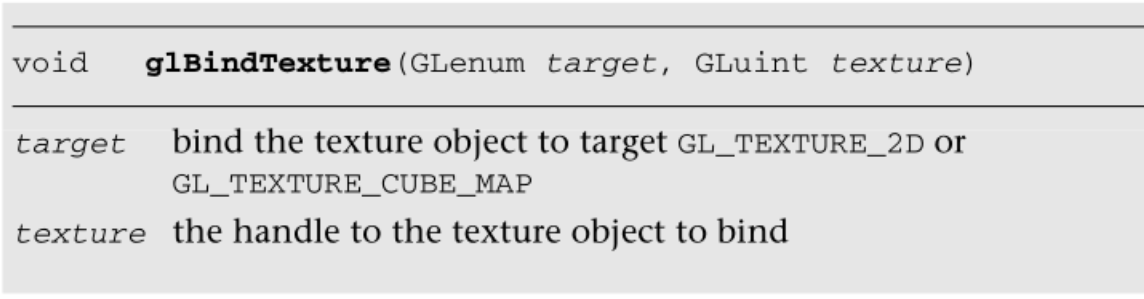 void glBindTexture(GLenum target, GLuint texture)
target bind the texture object to target GL_TEXTURE_2D or
GL_TEXTURE_CUBE_MAP
texture the handle to the texture object to bind